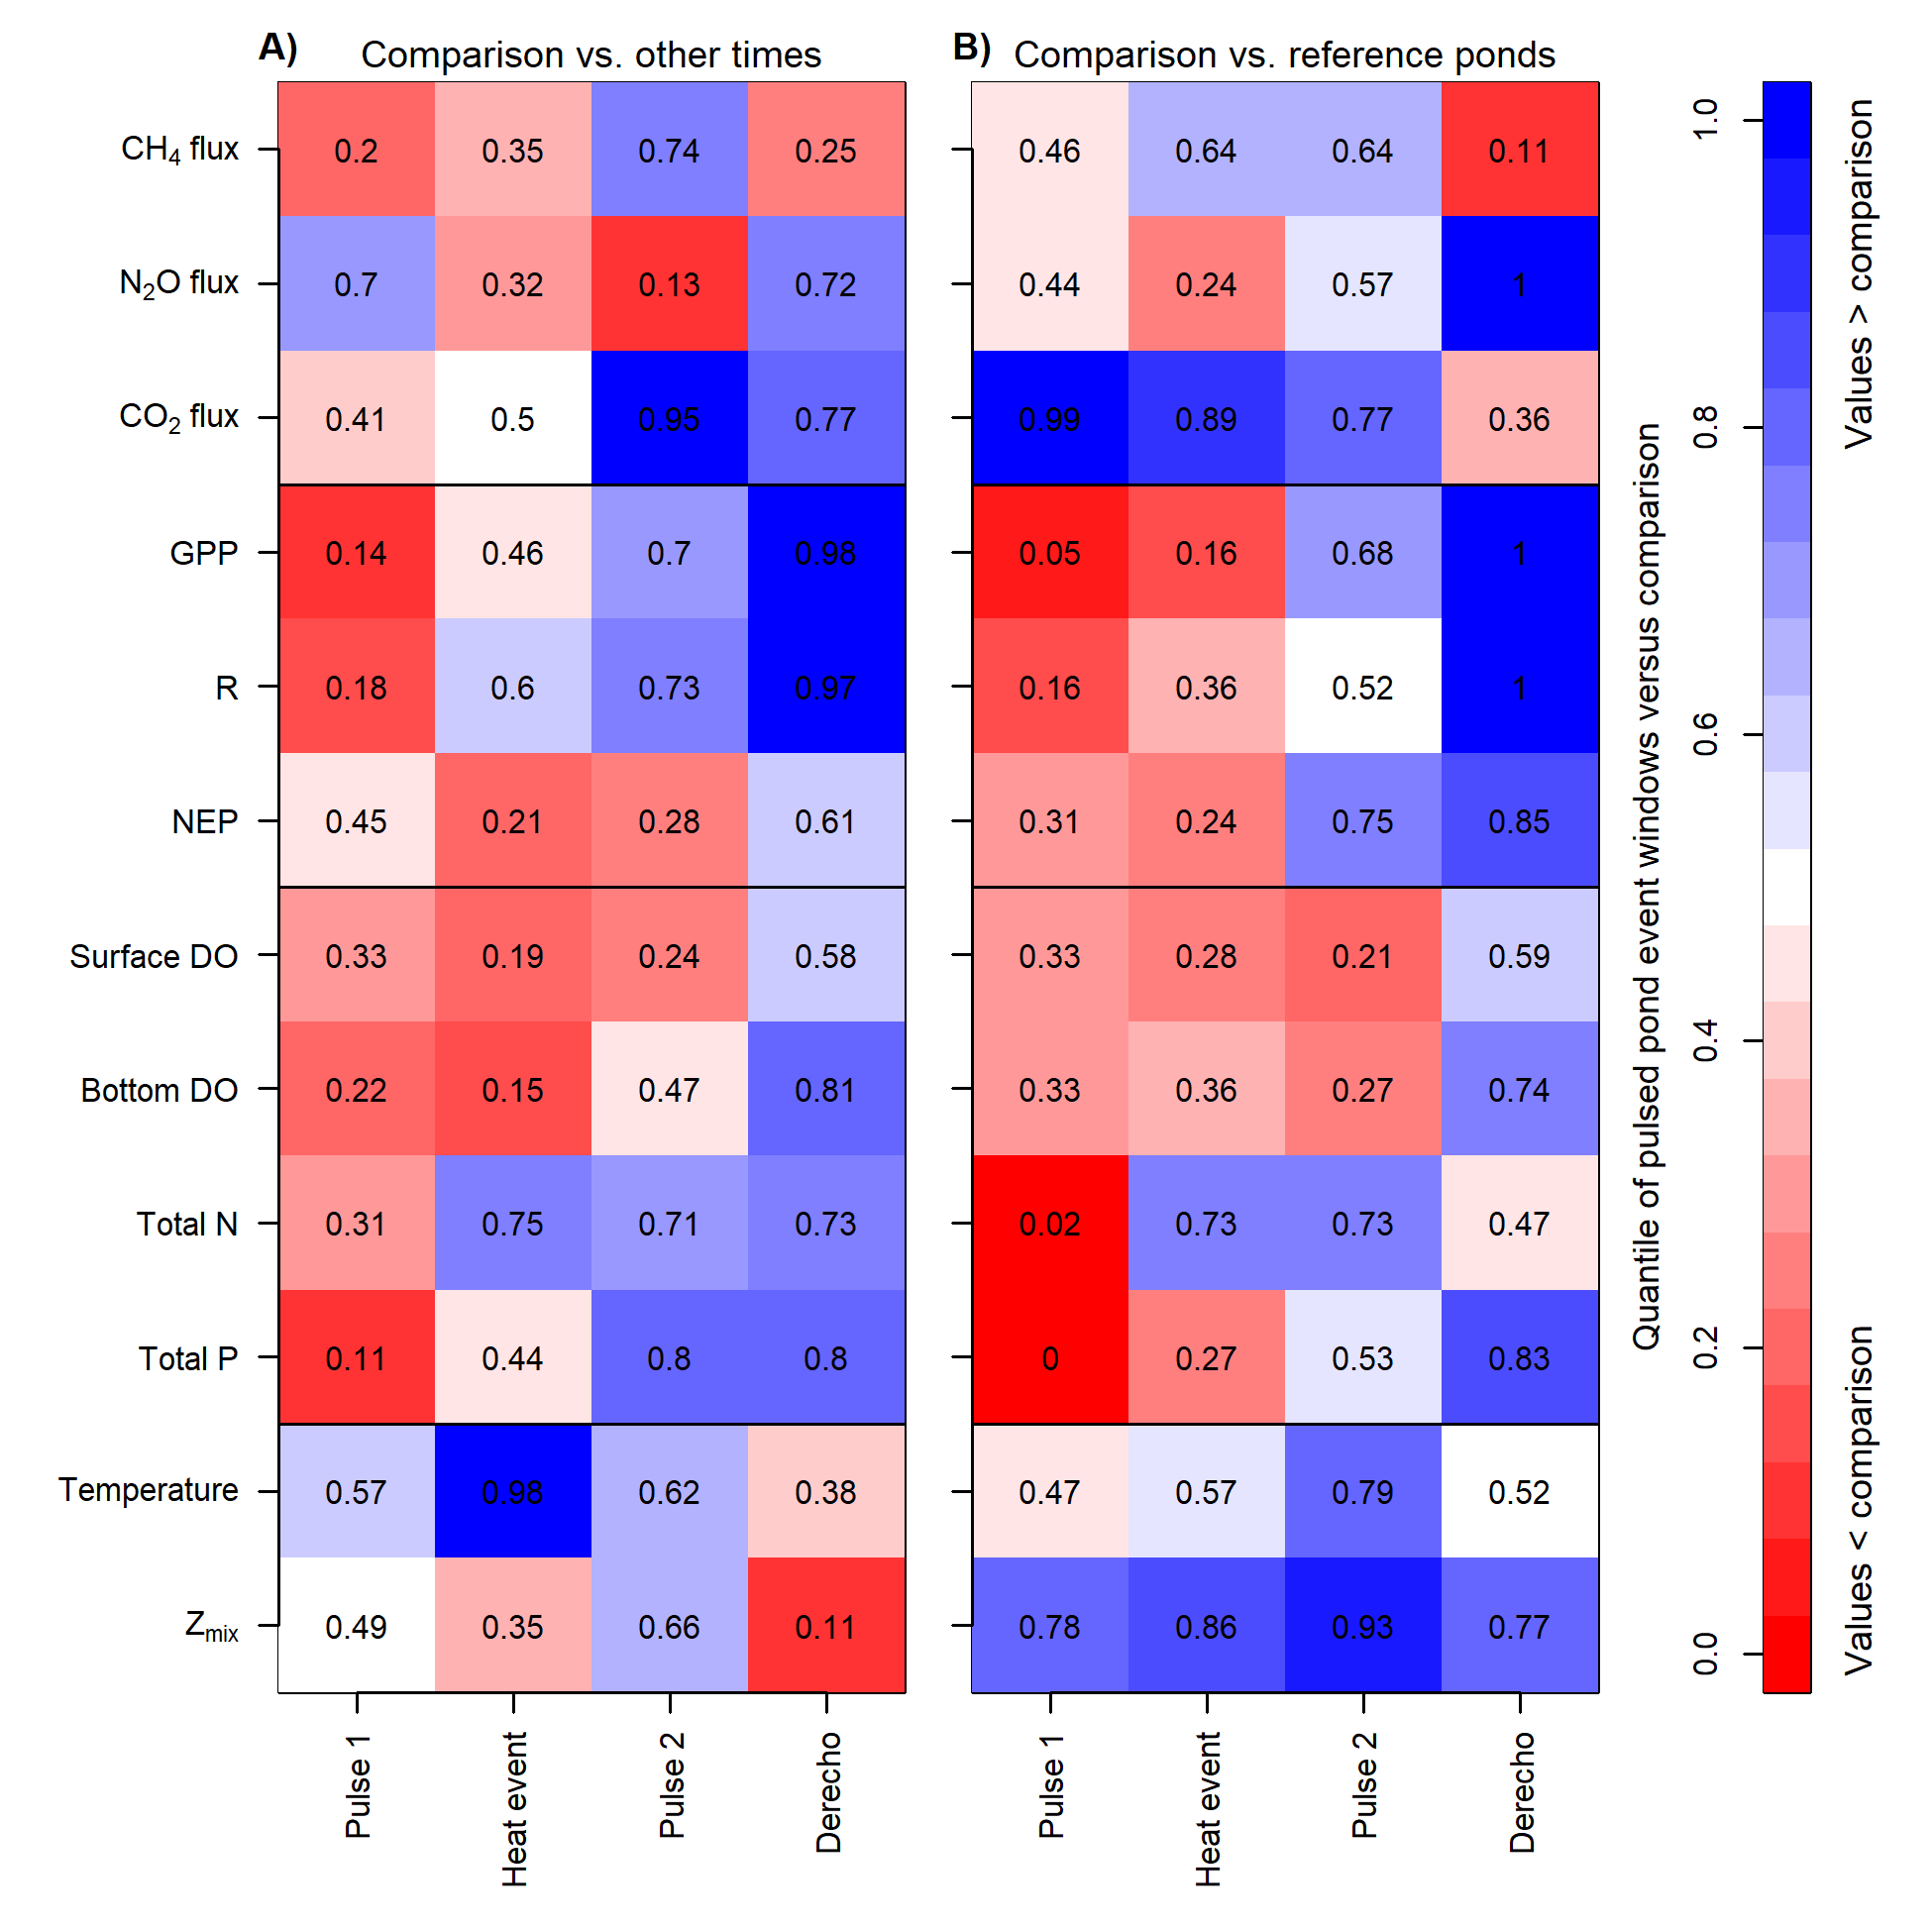 A) Comparison vs. other times
B) Comparison vs. reference ponds
CH4 flux 0.2 0.35 0.74 0.25 0.46 0.64 0.64 0.11
N2O flux 0.7 0.32 0.13 0.72 0.44 0.24 0.57 1
CO2 flux 0.41 0.5 0.95 0.77 0.99 0.89 0.77 0.36
GPP 0.14 0.46 0.7 0.98 0.05 0.16 0.68 1
R 0.18 0.6 0.73 0.97 0.16 0.36 0.52 1
NEP 0.45 0.21 0.28 0.61 0.31 0.24 0.75 0.85
Surface DO 0.33 0.19 0.24 0.58 0.33 0.28 0.21 0.59
Bottom DO 0.22 0.15 0.47 0.81 0.33 0.36 0.27 0.74
Total N 0.31 0.75 0.71 0.73 0.02 0.73 0.73 0.47
Total P 0.11 0.44 0.8 0.8 0 0.27 0.53 0.83
Temperature 0.57 0.98 0.62 0.38 0.47 0.57 0.79 0.52
Zmix 0.49 0.35 0.66 0.11 0.78 0.86 0.93 0.77
Pulse 1 Heat event Pulse 2 Derecho Pulse 1 Heat event Pulse 2 Derecho
Quantile of pulsed pond event windows versus comparison
0.0 0.2 0.4 0.6 0.8 1.0
Values < comparison
Values > comparison